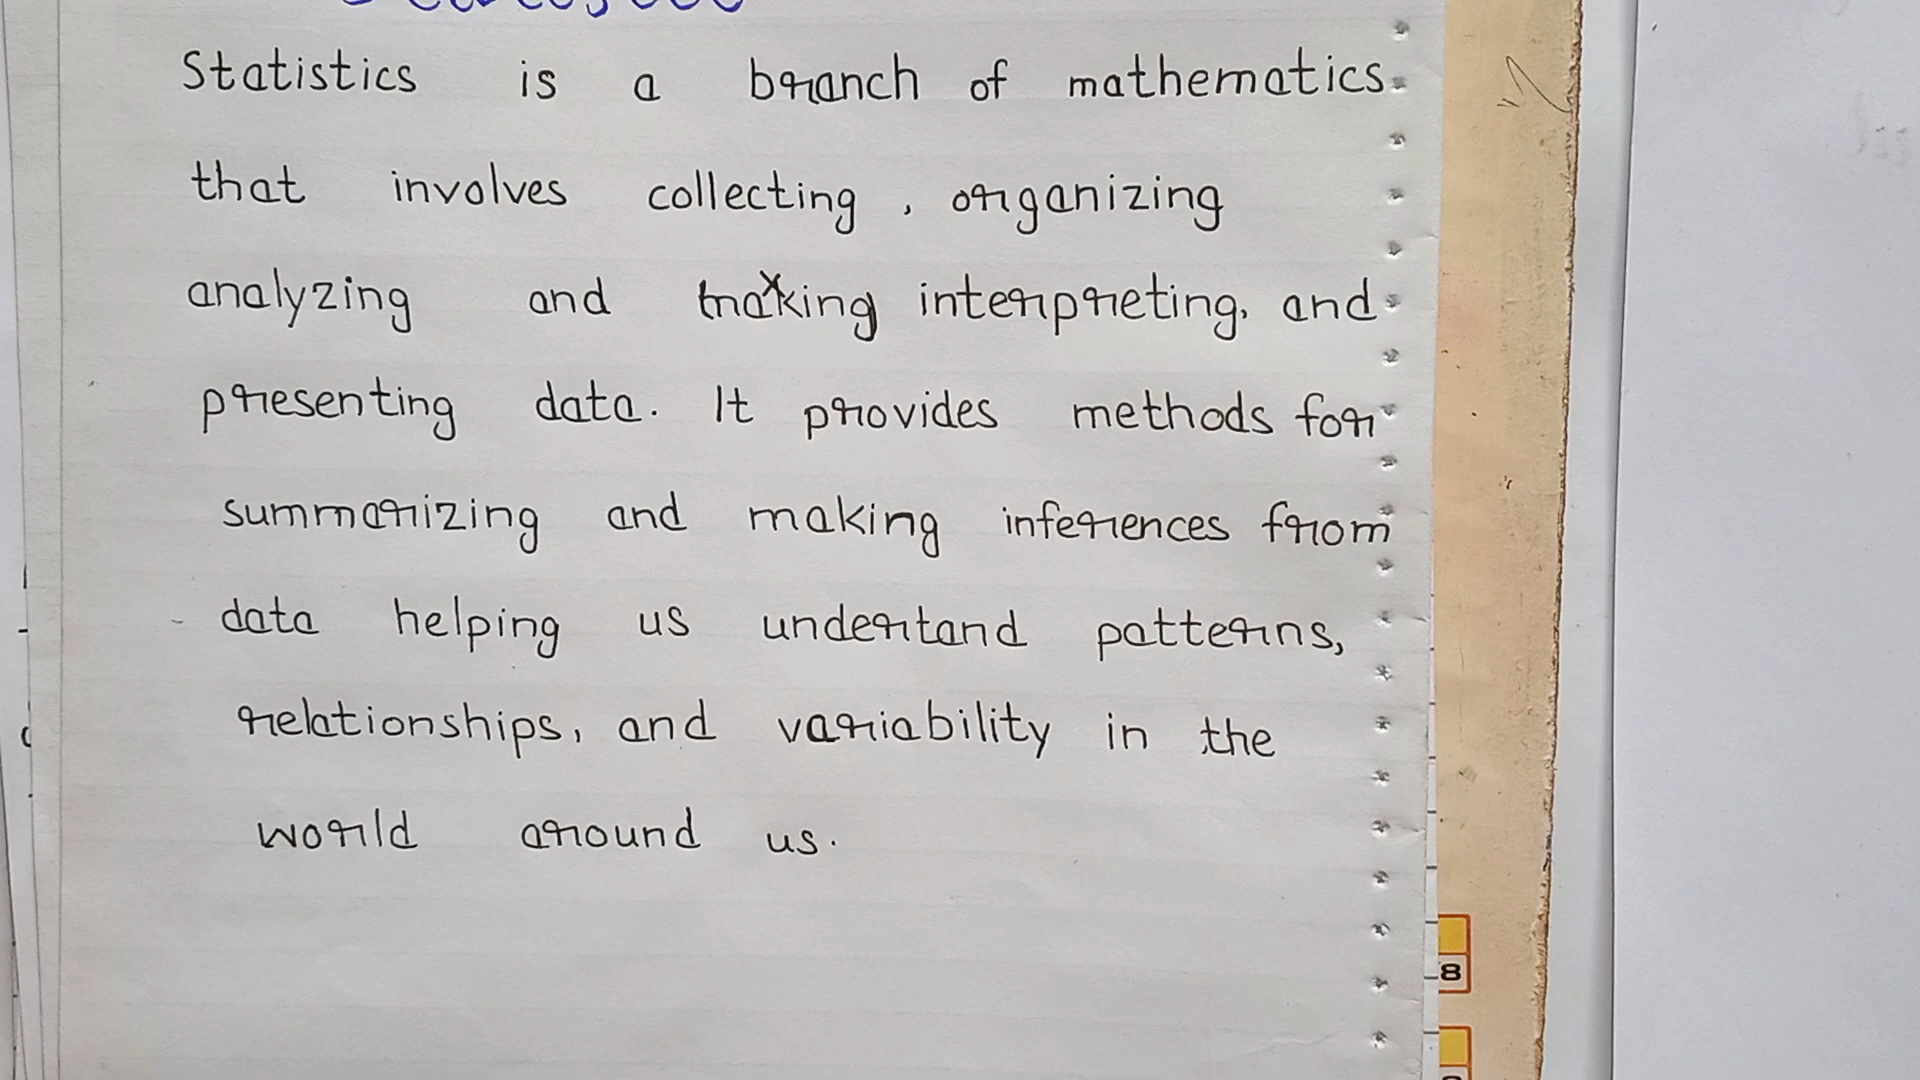 Statistics is a branch of mathematics
that involves collecting, organizing
analyzing and making interpreting, and
presenting data. It provides methods for
summarizing and making inferences from
data helping us undertand patterns,
relationships, and variability in the
world around us.
8